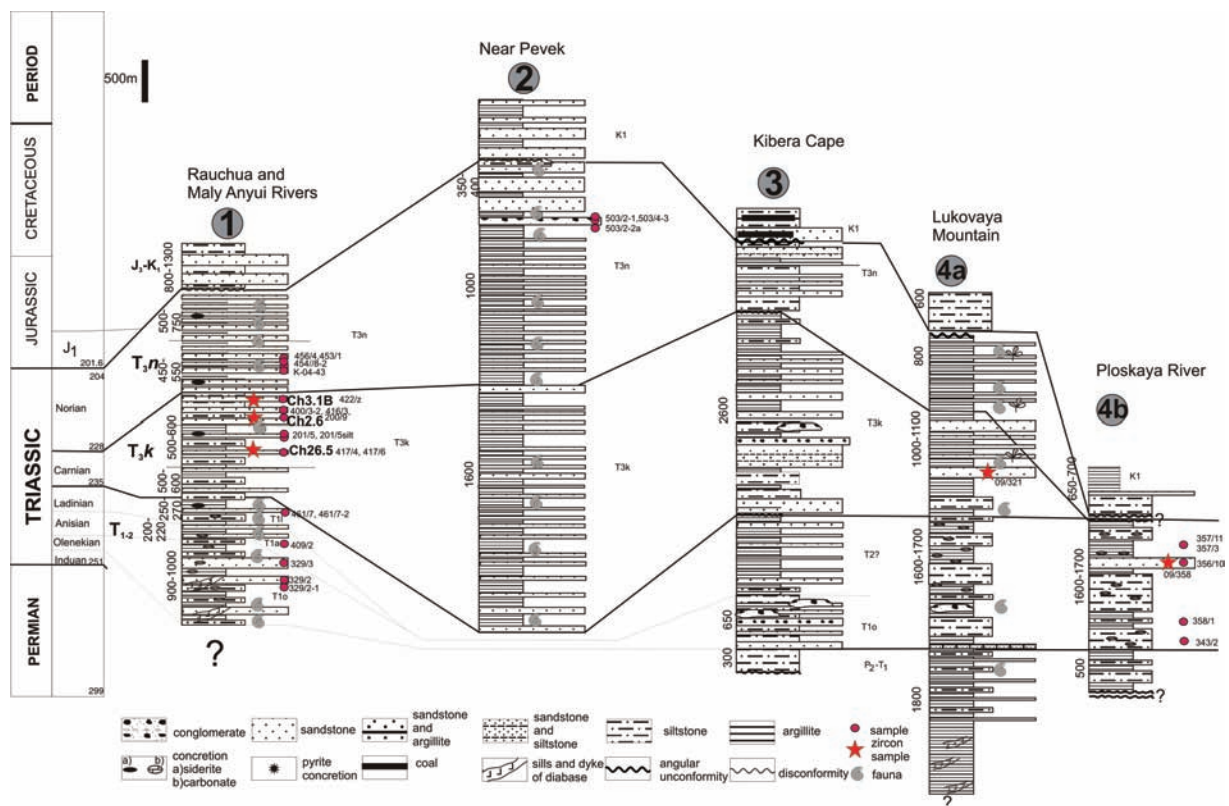 PERIOD
CRETACEOUS
JURASSIC
TRIASSIC
PERMIAN
J1
201.6
204
Norian
228
Carnian
235
Ladinian
Anisian
Olenekian
Induan
251
299
500m
Rauchua and
Maly Anyui Rivers
1
J3-K1
800-1300
500-
750
T3n
T3n
450-
550
456/4,453/1
454//6-2
K-04-43
Ch3.1B 422/z
400/3-2, 416/3
Ch2.6 200/9
201/5, 201/5silt
Ch26.5 417/4, 417/6
T3k
T3k
500-600
500-
600
250-
270
T1-2
200-
220
T1l
461/7, 461/7-2
T1a
409/2
329/3
329/2
329/2-1
T1o
900-1000
?
Near Pevek
2
K1
350-
400
503/2-1,503/4-3
503/2-2a
T3n
1000
T3k
1600
Kibera Cape
3
K1
T3n
T3k
2600
T2?
650
T1o
300
P2-T1
Lukovaya
Mountain
4a
600
800
1000-1100
09/321
1600-1700
1800
?
Ploskaya River
4b
650-700
K1
?
357/11
357/3
356/108
09/358
1600-1700
358/1
343/2
500
?
conglomerate
sandstone
sandstone
and
argillite
sandstone
and
siltstone
siltstone
argillite
sample
zircon
sample
a) b)
concretion
a)siderite
b)carbonate
pyrite
concretion
coal
sills and dyke
of diabase
angular
unconformity
disconformity
fauna